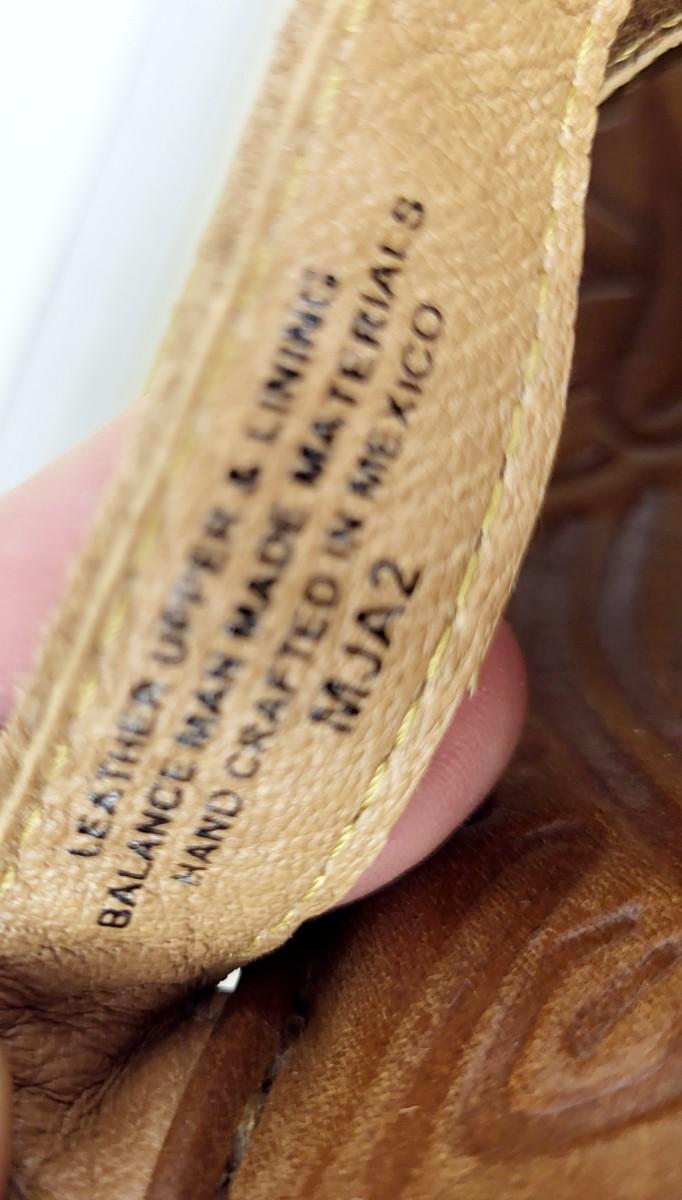 LEATHER UPPER & LINING
BALANCE MAN MADE MATERIALS
HAND CRAFTED IN MEXICO
MJA2